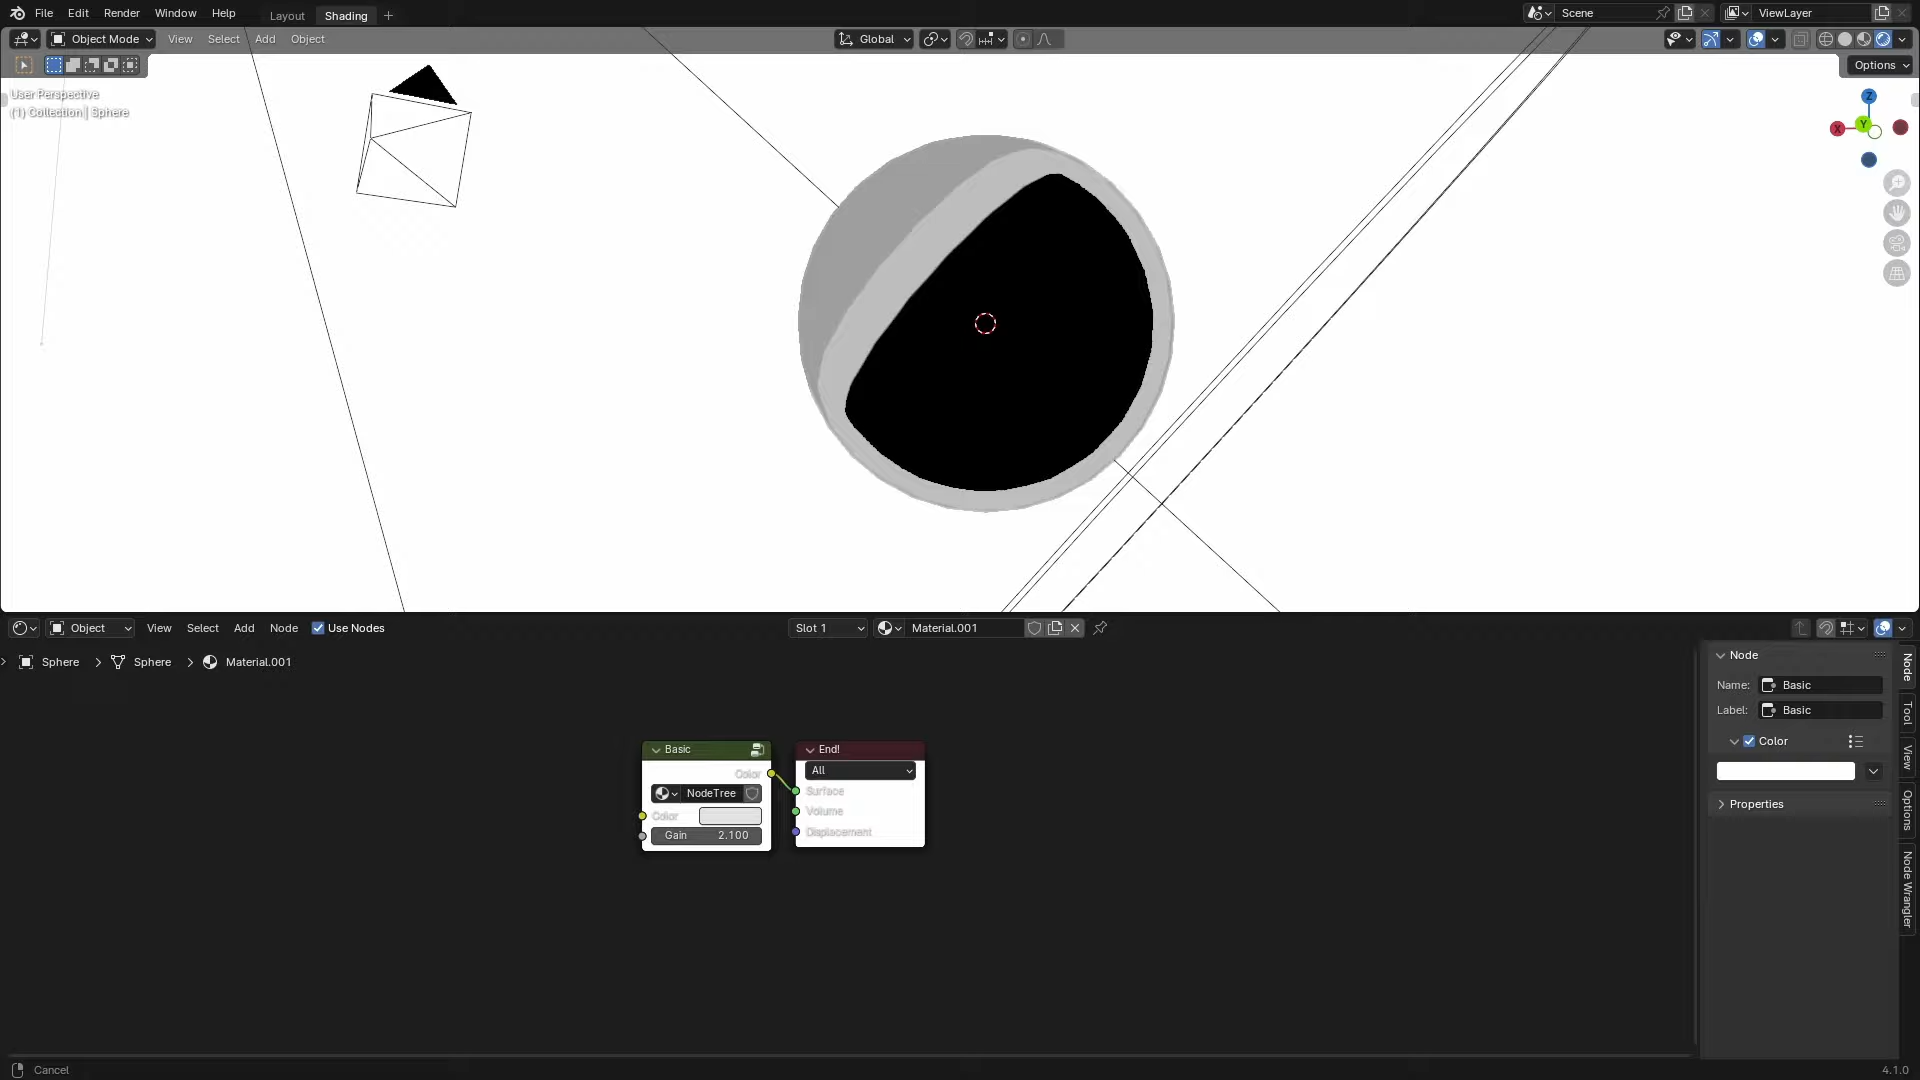 File Edit Render Window Help Layout Shading + Scene ViewLayer
Object Mode View Select Add Object Global
Options
User Perspective
(1) Collection | Sphere
Z
X Y
Object View Select Add Node Use Nodes Slot 1 Material.001
Sphere > Sphere > Material.001
Node
Name: Basic
Label: Basic
Color
Properties
Node
Tool
View
Options
Node Wrangler
Basic
Color
NodeTree
Color
Gain 2.100
End!
All
Surface
Volume
Displacement
Cancel 4.1.0